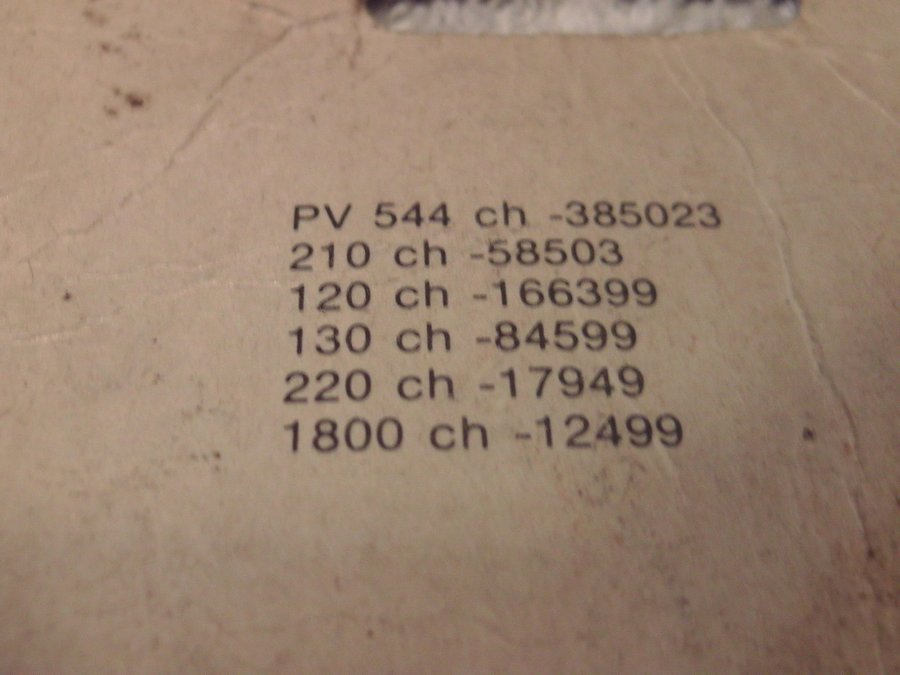 PV 544 ch -385023
210 ch -58503
120 ch -166399
130 ch -84599
220 ch -17949
1800 ch -12499